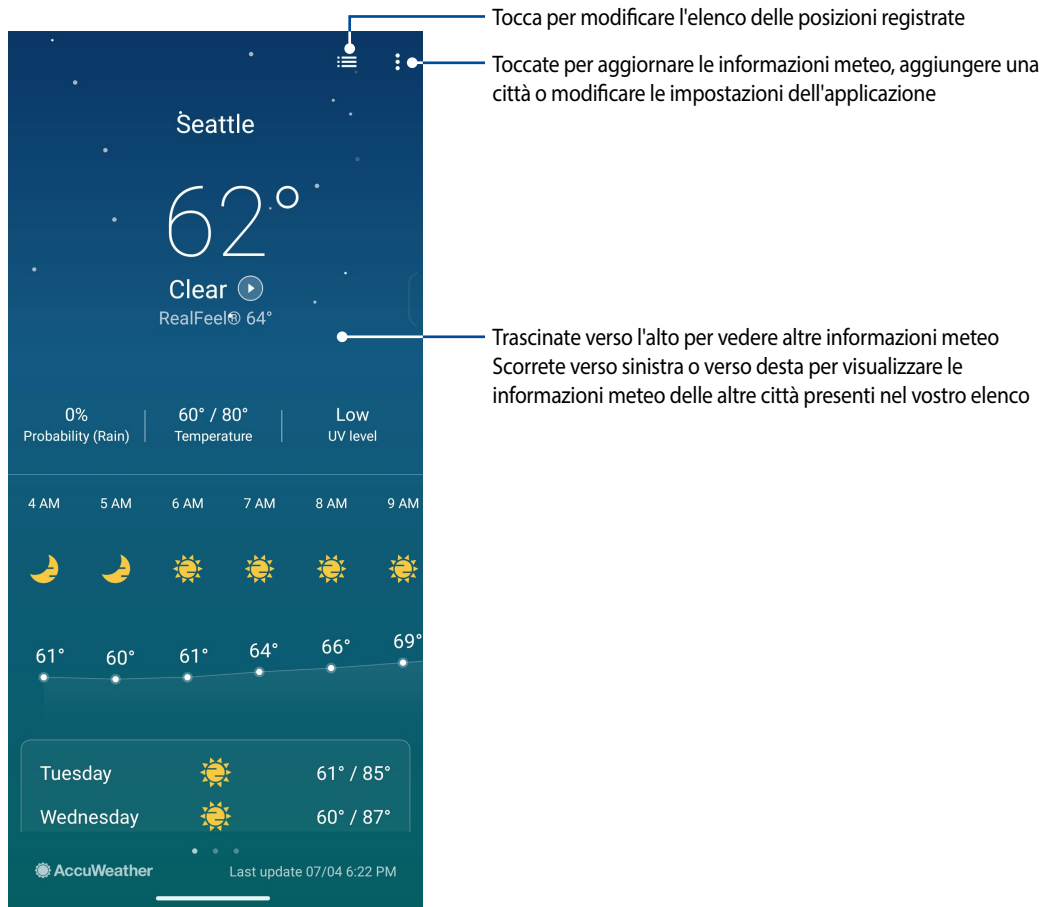 Tocca per modificare l'elenco delle posizioni registrate
Toccate per aggiornare le informazioni meteo, aggiungere una
città o modificare le impostazioni dell'applicazione
Seattle
62°
Clear
RealFeel® 64°
Trascinate verso l'alto per vedere altre informazioni meteo
Scorrete verso sinistra o verso desta per visualizzare le
informazioni meteo delle altre città presenti nel vostro elenco
0% 60° / 80° Low
Probability (Rain) Temperature UV level
4 AM 5 AM 6 AM 7 AM 8 AM 9 AM
61° 60° 61° 64° 66° 69°
Tuesday 61° / 85°
Wednesday 60° / 87°
AccuWeather Last update 07/04 6:22 PM